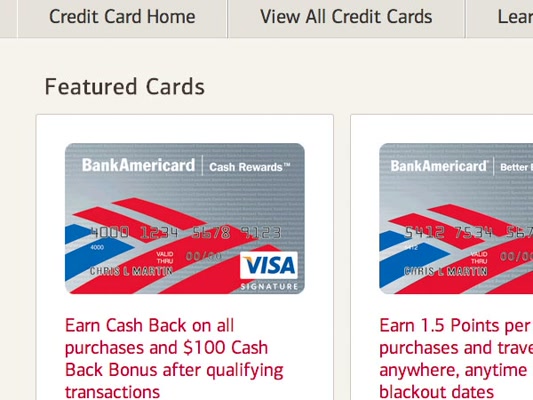 Credit Card Home
View All Credit Cards
Featured Cards
BankAmericard
Cash Rewards™
4000 1234 5678 9123
4000
VALID
THRU
00/00
CHRIS L MARTIN
VISA
SIGNATURE
Earn Cash Back on all
purchases and $100 Cash
Back Bonus after qualifying
transactions
BankAmericard
Better
5412 7534 567
VALID
THRU
00/0
CHRIS L MARTIN
Earn 1.5 Points per
purchases and trave
anywhere, anytime
blackout dates